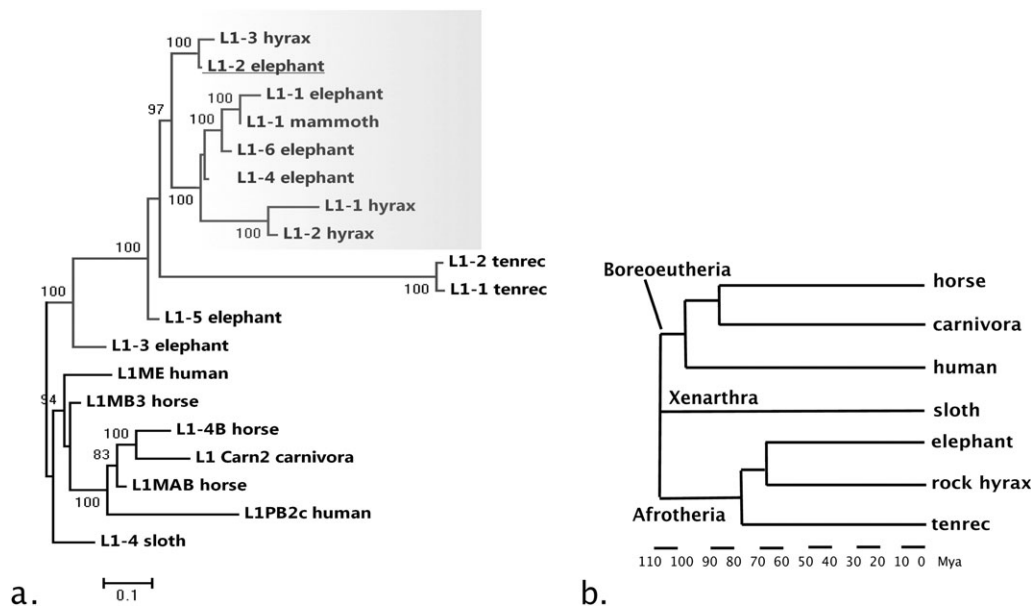 100
L1-3 hyrax
L1-2 elephant
97
100
L1-1 elephant
100
L1-1 mammoth
L1-6 elephant
L1-4 elephant
100
L1-1 hyrax
100
L1-2 hyrax
100
L1-2 tenrec
100
L1-1 tenrec
100
L1-5 elephant
L1-3 elephant
L1ME human
94
L1MB3 horse
100
L1-4B horse
83
L1 Carn2 carnivora
L1MAB horse
100
L1PB2c human
L1-4 sloth
0.1
a.
Boreoeutheria
horse
carnivora
human
Xenarthra
sloth
elephant
rock hyrax
Afrotheria
tenrec
110 100 90 80 70 60 50 40 30 20 10 0 Mya
b.